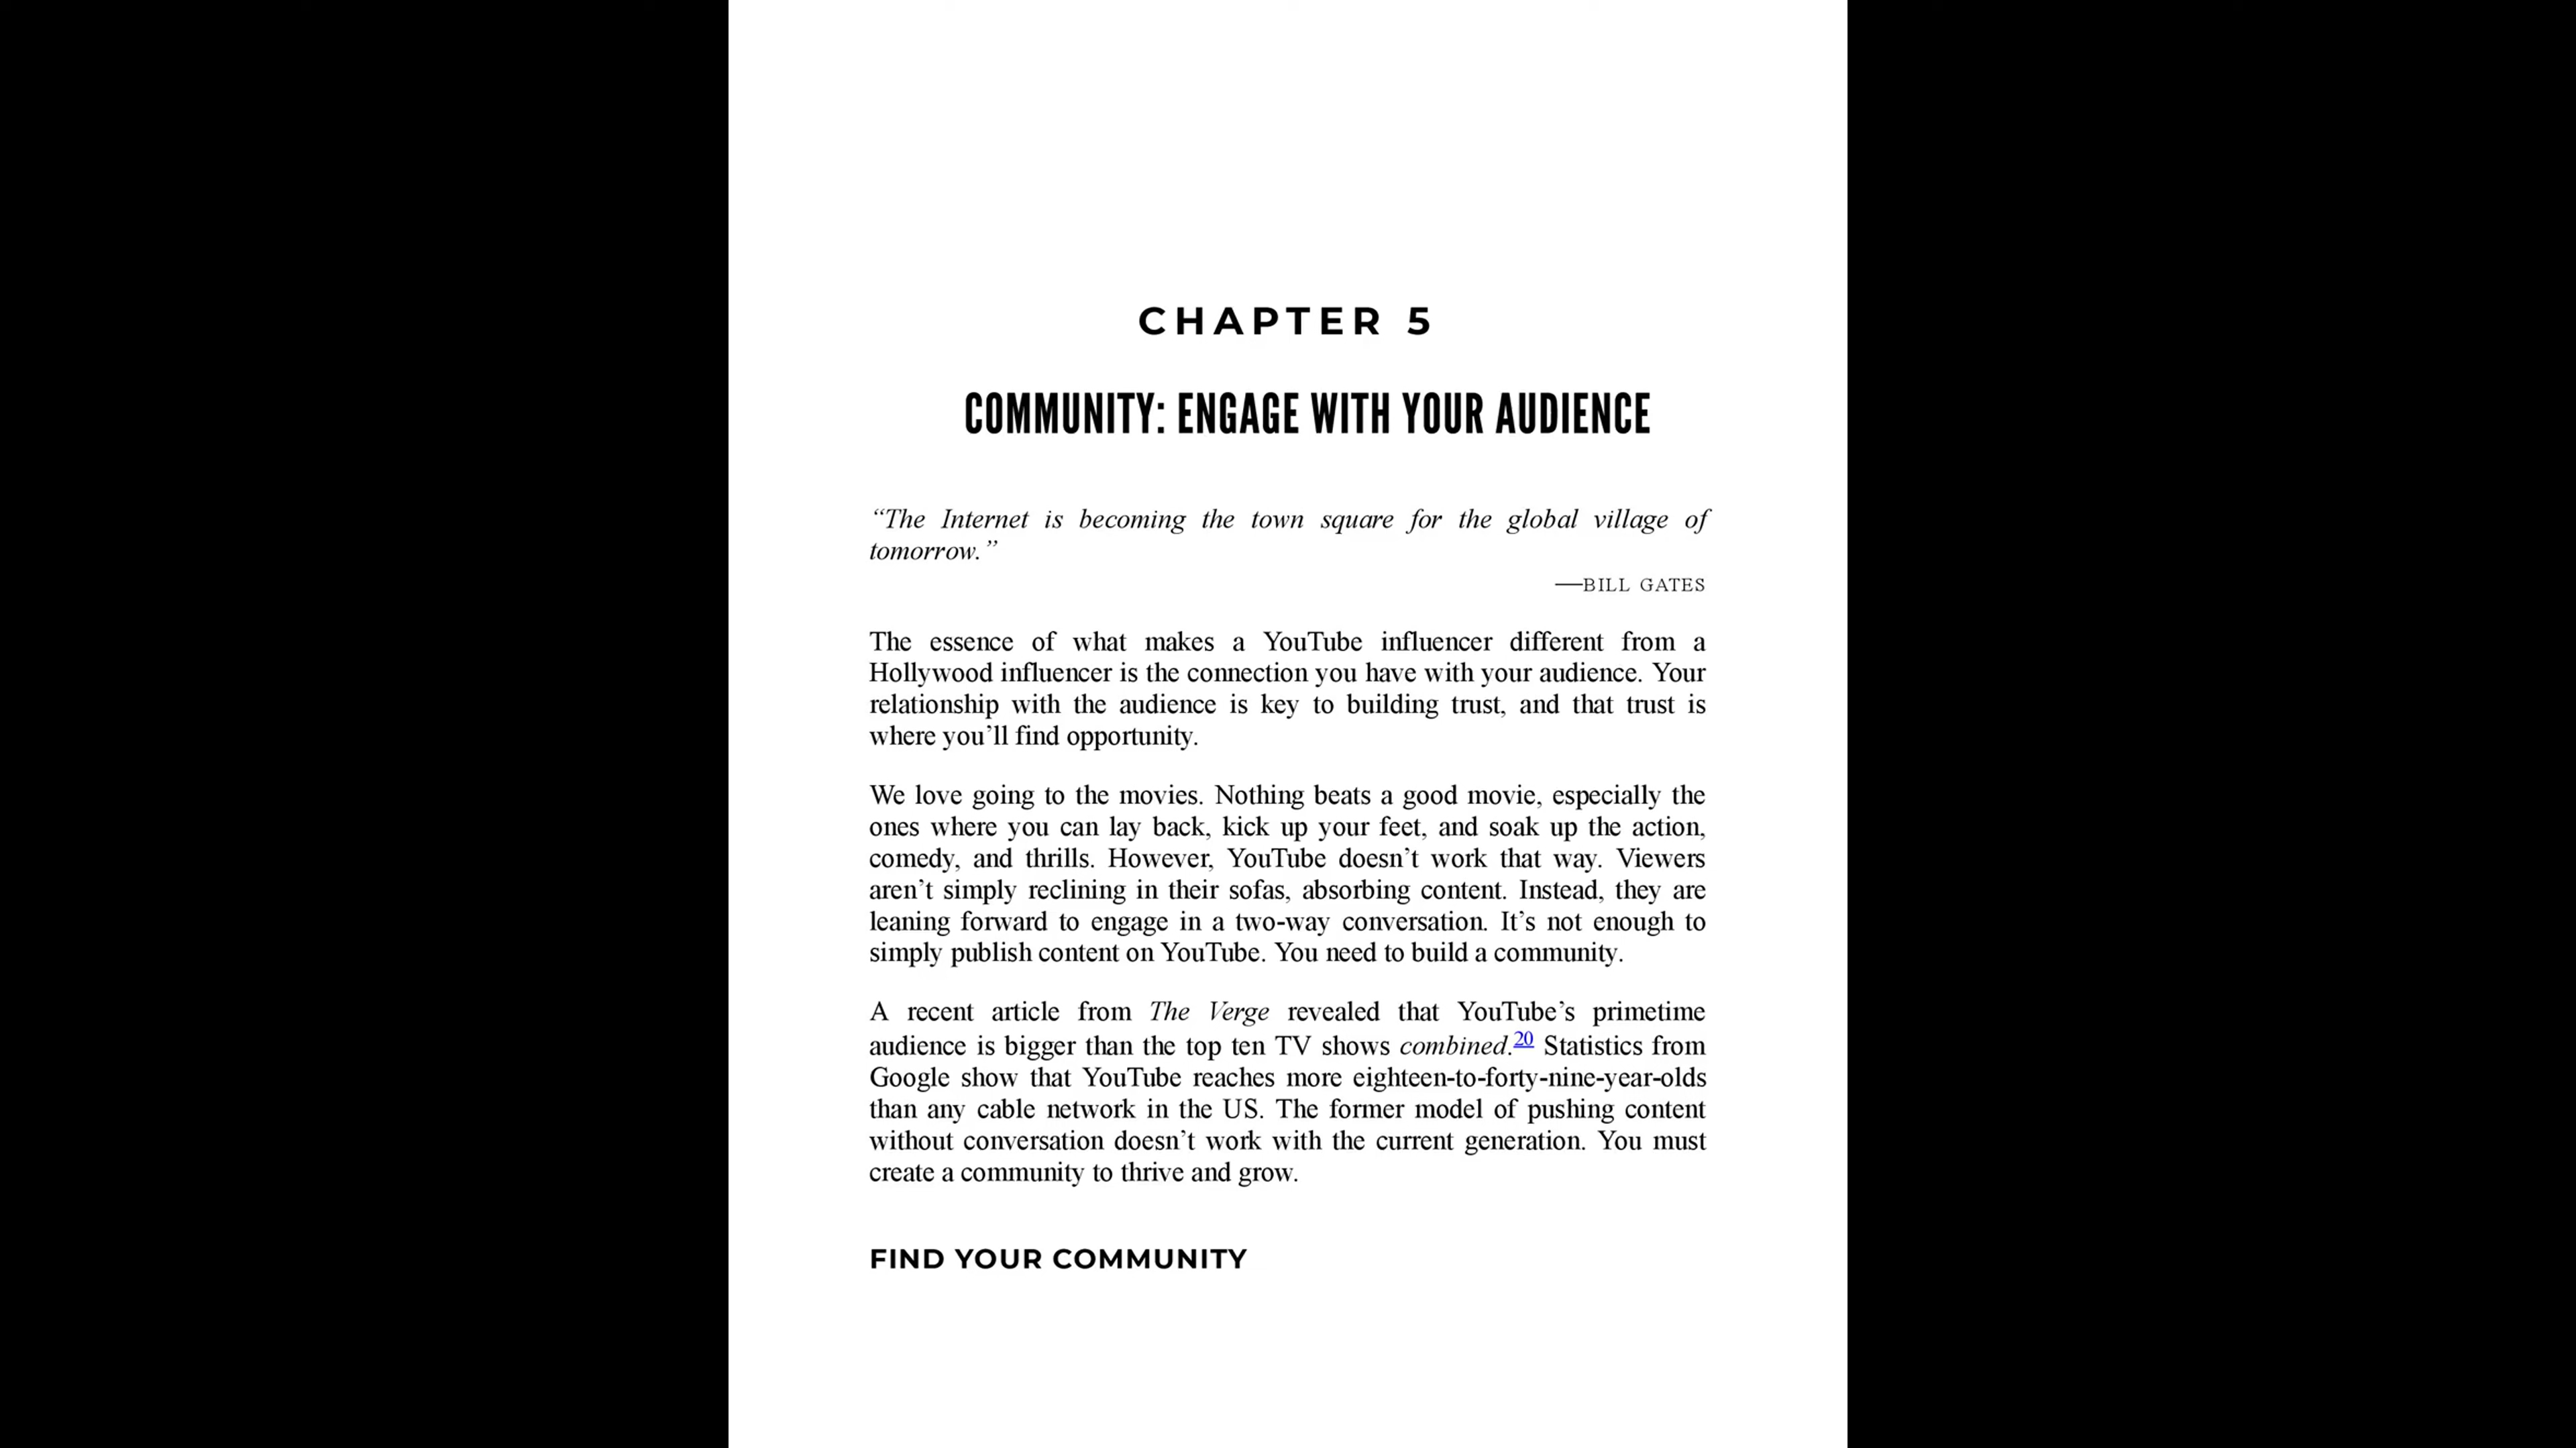 CHAPTER 5
COMMUNITY: ENGAGE WITH YOUR AUDIENCE
“The Internet is becoming the town square for the global village of
tomorrow.”
—BILL GATES
The essence of what makes a YouTube influencer different from a
Hollywood influencer is the connection you have with your audience. Your
relationship with the audience is key to building trust, and that trust is
where you’ll find opportunity.
We love going to the movies. Nothing beats a good movie, especially the
ones where you can lay back, kick up your feet, and soak up the action,
comedy, and thrills. However, YouTube doesn’t work that way. Viewers
aren’t simply reclining in their sofas, absorbing content. Instead, they are
leaning forward to engage in a two-way conversation. It’s not enough to
simply publish content on YouTube. You need to build a community.
A recent article from The Verge revealed that YouTube’s primetime
audience is bigger than the top ten TV shows combined.20 Statistics from
Google show that YouTube reaches more eighteen-to-forty-nine-year-olds
than any cable network in the US. The former model of pushing content
without conversation doesn’t work with the current generation. You must
create a community to thrive and grow.
FIND YOUR COMMUNITY